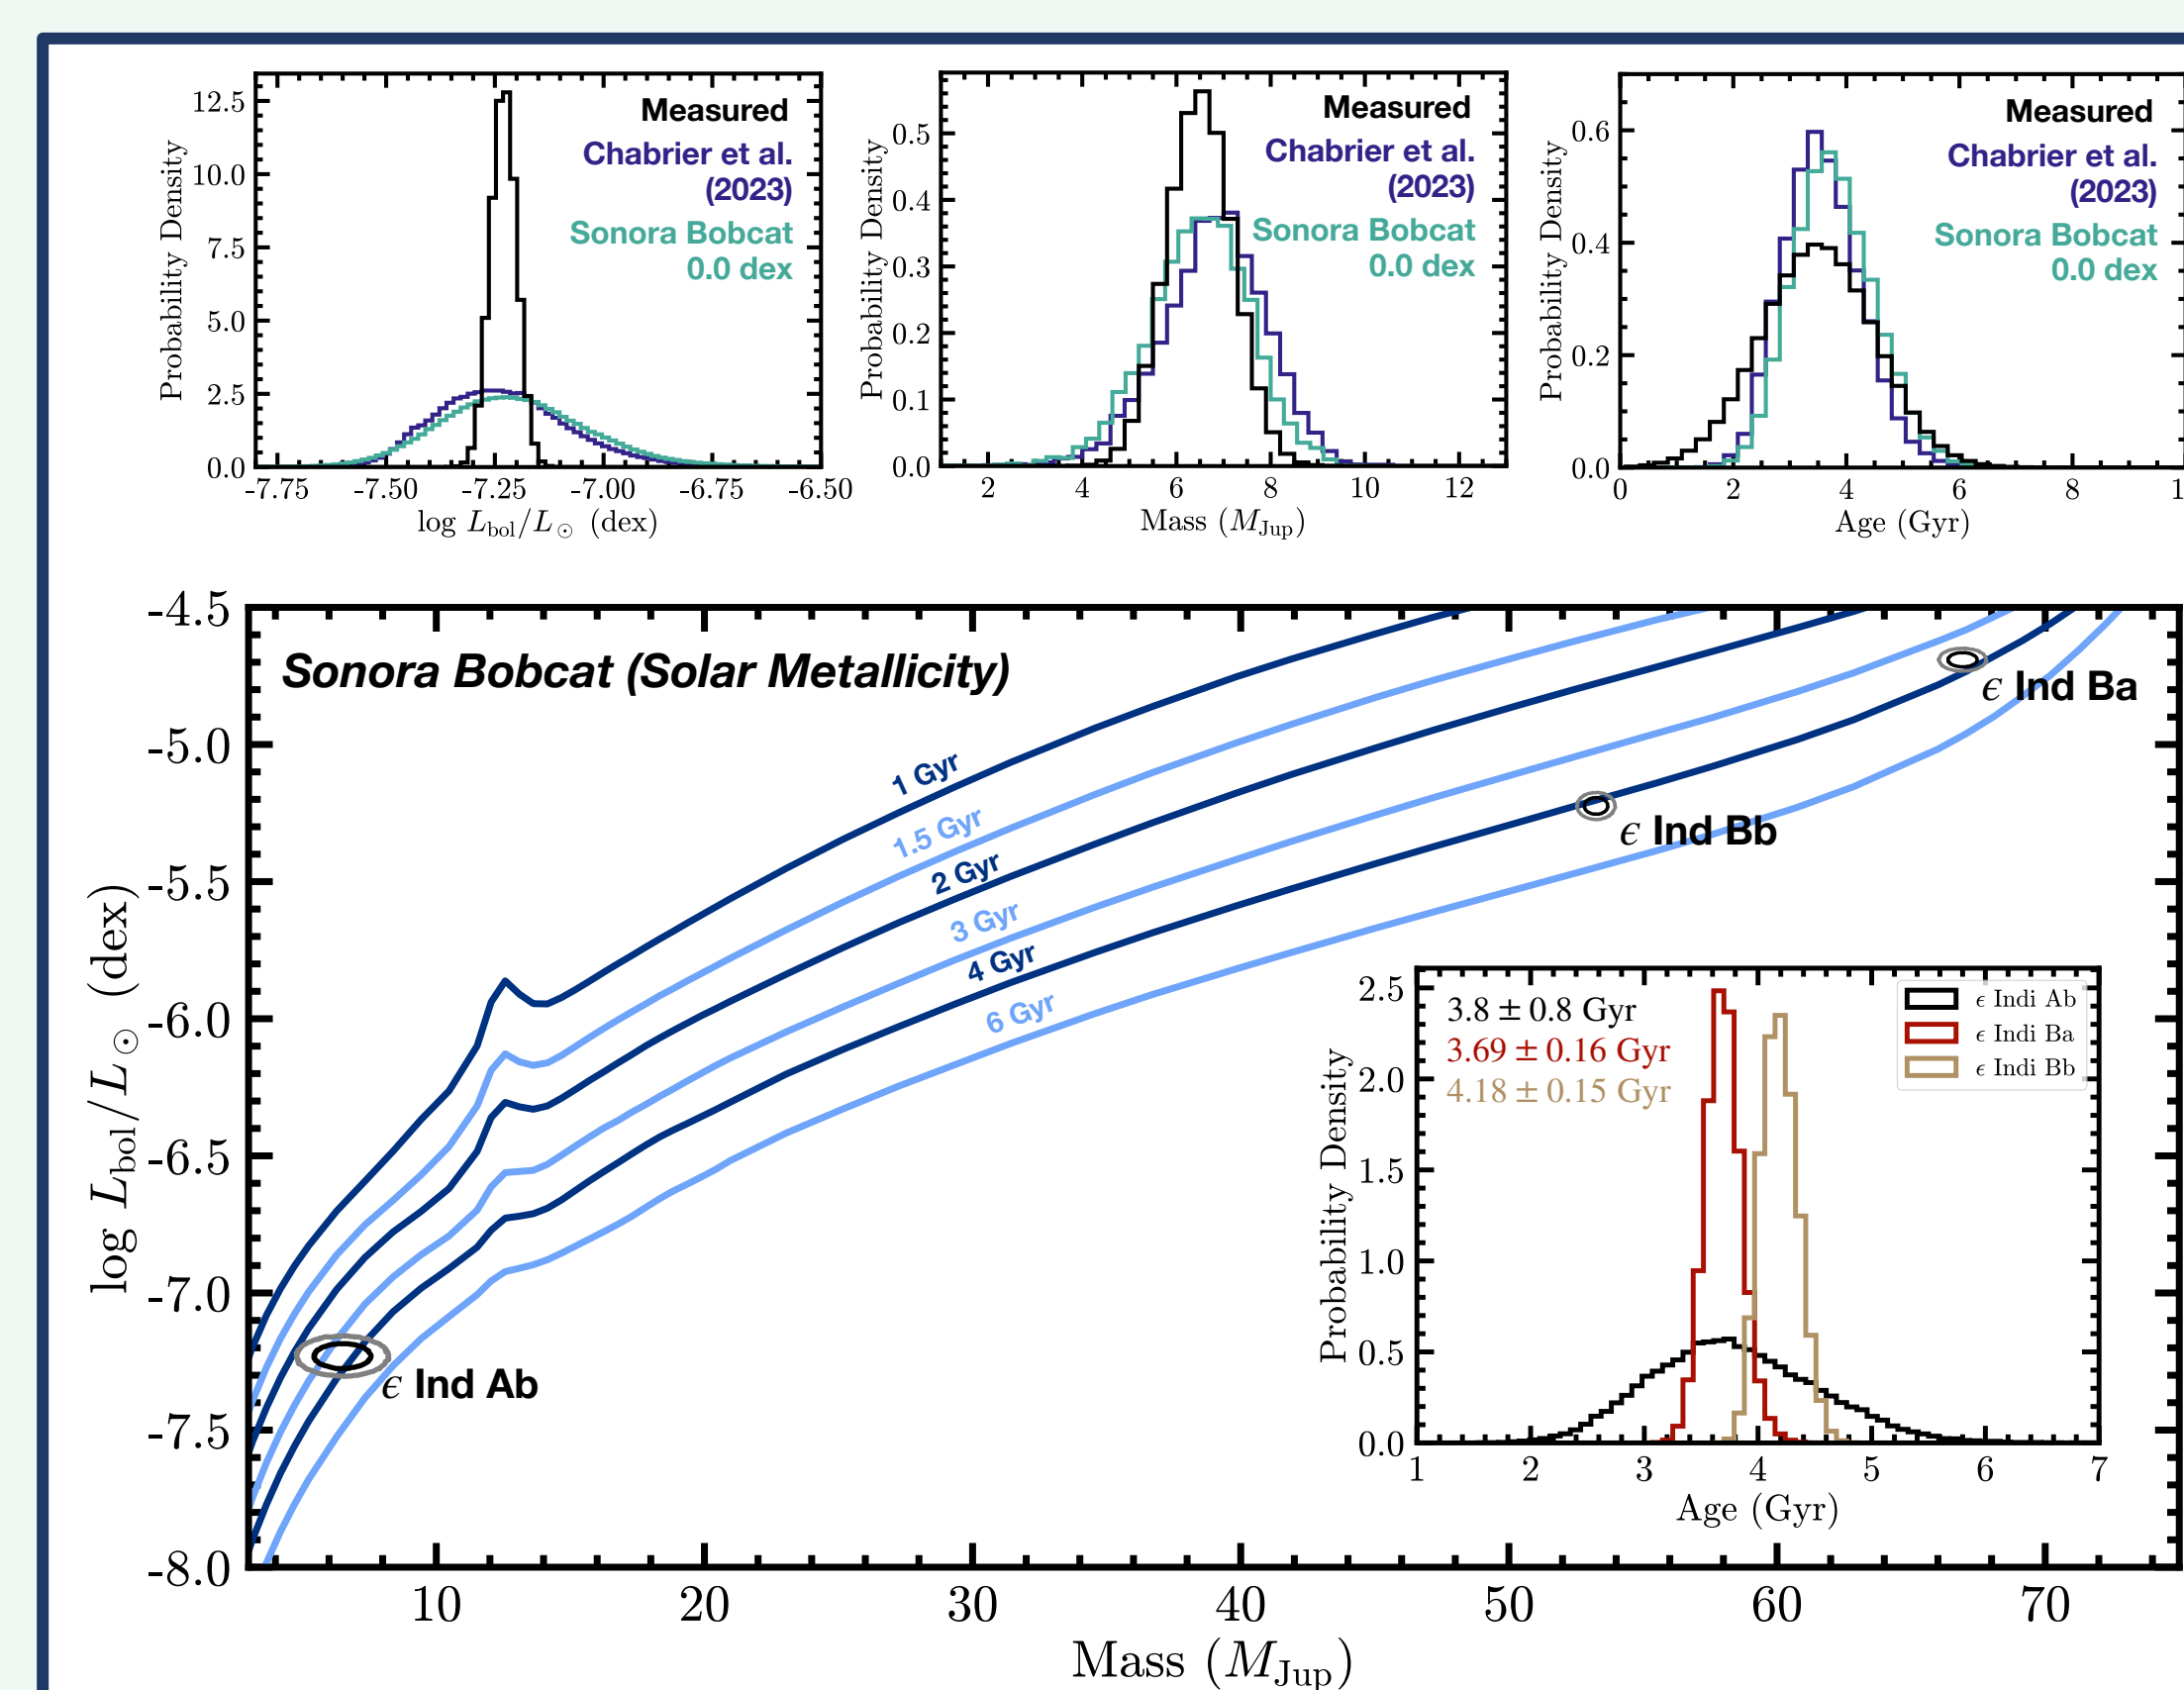 Probability Density
12.5
10.0
7.5
5.0
2.5
0.0
-7.75 -7.50 -7.25 -7.00 -6.75 -6.50
log L_bol/L_⊙ (dex)
Measured
Chabrier et al.
(2023)
Sonora Bobcat
0.0 dex
Probability Density
0.5
0.4
0.3
0.2
0.1
0.0
2 4 6 8 10 12
Mass (M_Jup)
Measured
Chabrier et al.
(2023)
Sonora Bobcat
0.0 dex
Probability Density
0.6
0.4
0.2
0.0
0 2 4 6 8 1
Age (Gyr)
Measured
Chabrier et al.
(2023)
Sonora Bobcat
0.0 dex
log L_bol/L_⊙ (dex)
-4.5
-5.0
-5.5
-6.0
-6.5
-7.0
-7.5
-8.0
10 20 30 40 50 60 70
Mass (M_Jup)
Sonora Bobcat (Solar Metallicity)
1 Gyr
1.5 Gyr
2 Gyr
3 Gyr
4 Gyr
6 Gyr
ϵ Ind Ba
ϵ Ind Bb
ϵ Ind Ab
Probability Density
2.5
2.0
1.5
1.0
0.5
0.0
1 2 3 4 5 6 7
Age (Gyr)
3.8 ± 0.8 Gyr
3.69 ± 0.16 Gyr
4.18 ± 0.15 Gyr
ϵ Indi Ab
ϵ Indi Ba
ϵ Indi Bb